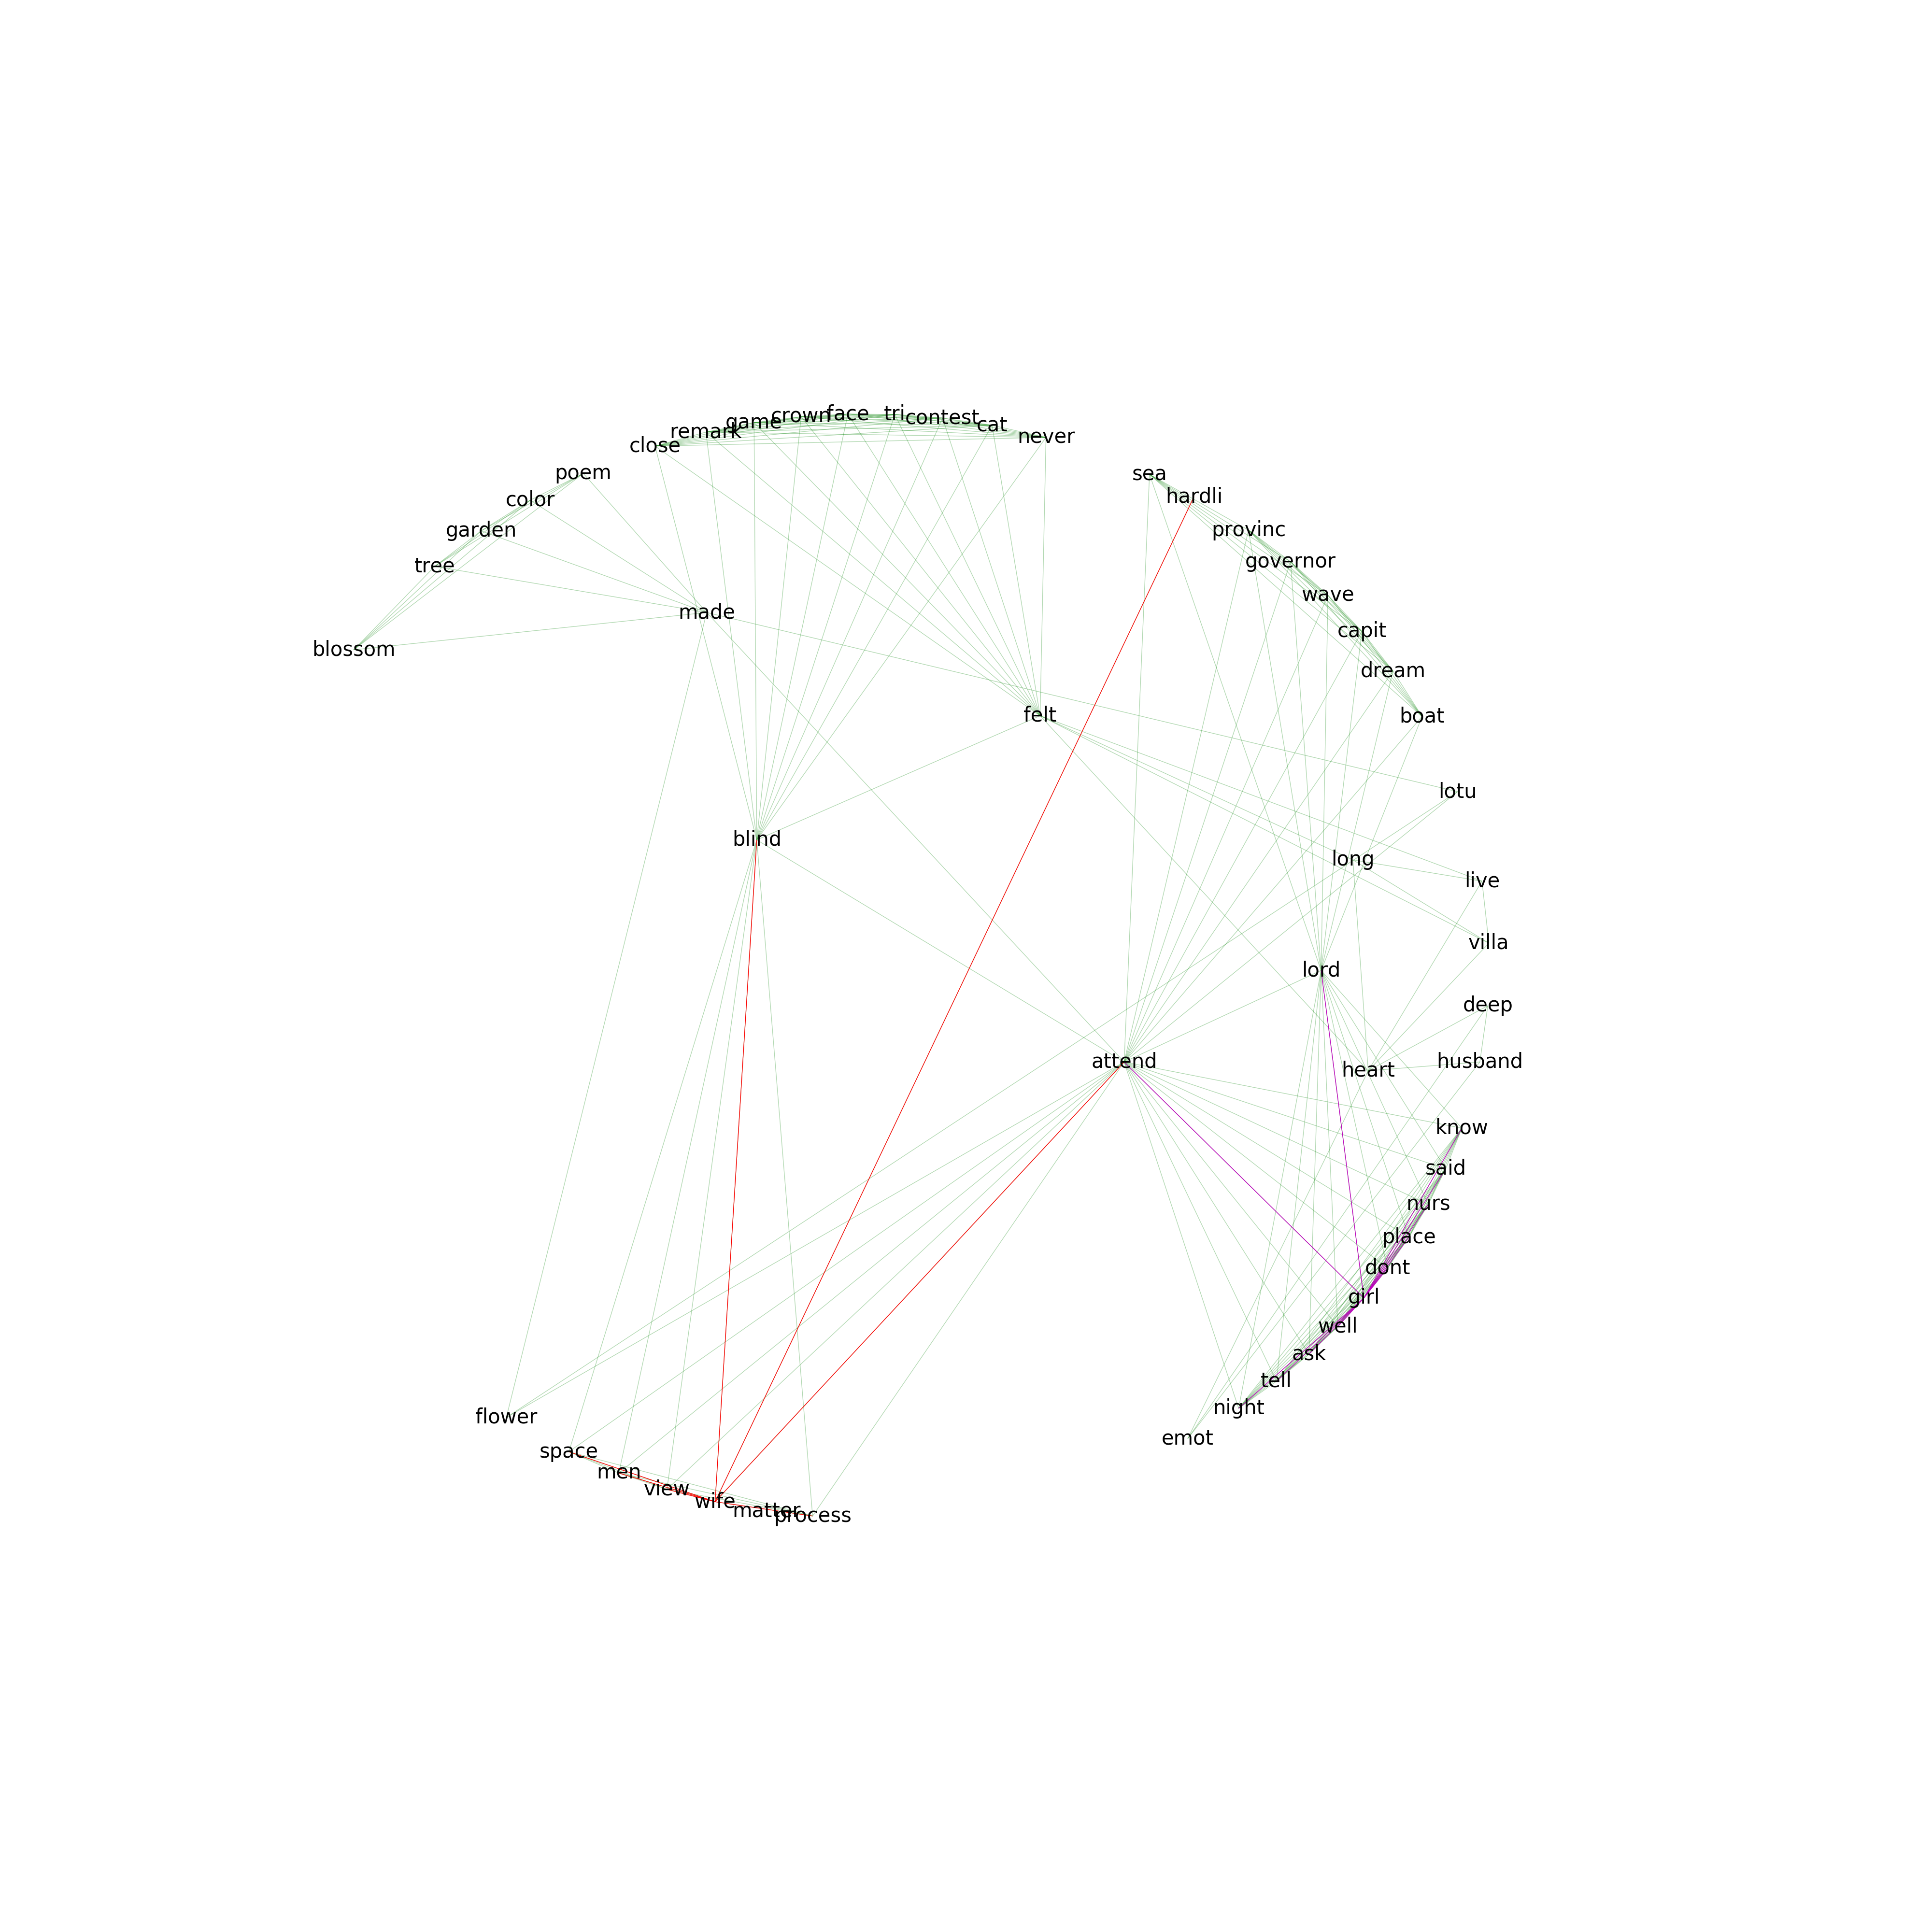 face
tri
crown
contest
game
cat
remark
never
close
poem
sea
hardli
color
garden
provinc
governor
tree
wave
made
capit
blossom
dream
felt
boat
lotu
blind
long
live
villa
lord
deep
attend
husband
heart
know
said
nurs
place
dont
girl
well
ask
tell
night
flower
emot
space
men
view
wife
matter
process